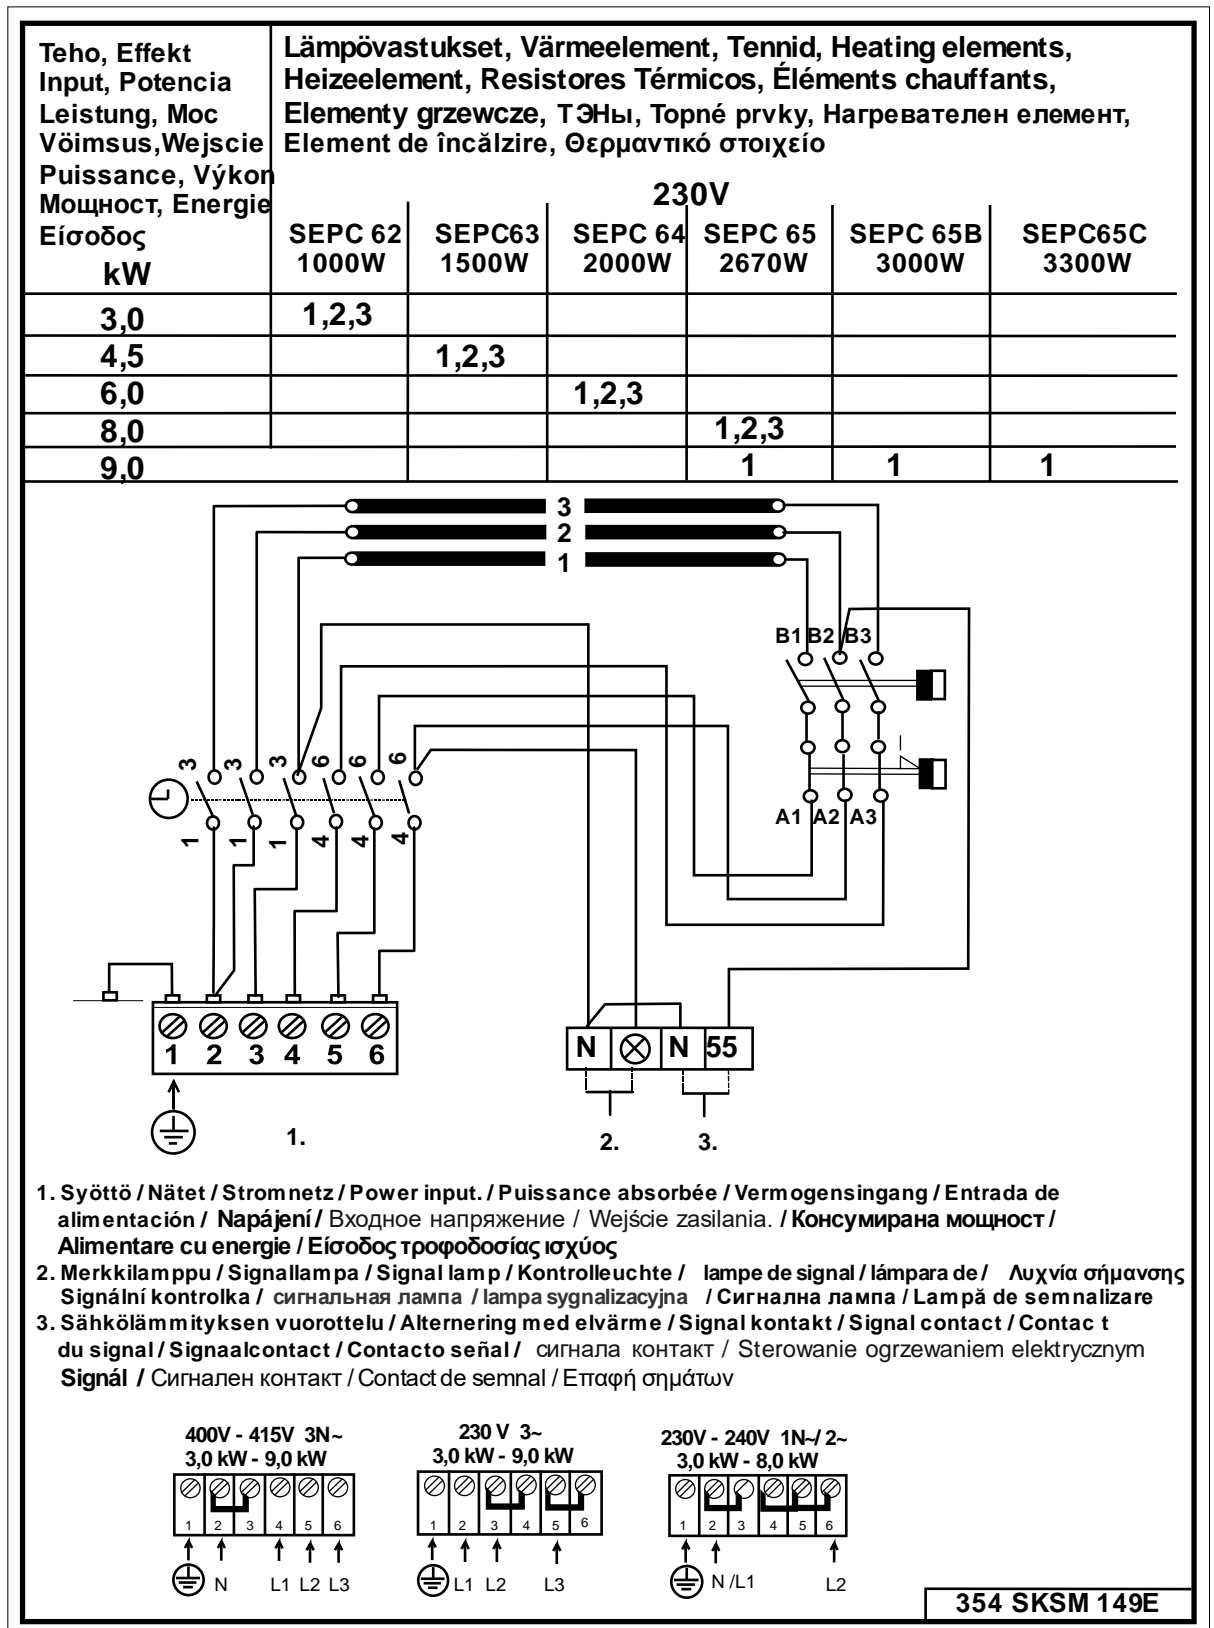 Teho, Effekt
Input, Potencia
Leistung, Moc
Vöimsus,Wejscie
Puissance, Výkon
Мощност, Energie
Είσοδος
kW
Lämpövastukset, Värmeelement, Tennid, Heating elements,
Heizeelement, Resistores Térmicos, Éléments chauffants,
Elementy grzewcze, ТЭНы, Topné prvky, Нагревателен елемент,
Element de încălzire, Θερμαντικό στοιχείο
230V
SEPC 62 SEPC63 SEPC 64 SEPC 65 SEPC 65B SEPC65C
1000W 1500W 2000W 2670W 3000W 3300W
3,0 1,2,3
4,5 1,2,3
6,0 1,2,3
8,0 1,2,3
9,0 1 1 1
3
2
1
B1 B2 B3
3 3 3 6 6 6
A1 A2 A3
1 1 1 4 4 4
1 2 3 4 5 6
N N 55
1. 2. 3.
1. Syöttö / Nätet / Stromnetz / Power input. / Puissance absorbée / Vermogensingang / Entrada de
alimentación / Napájení / Входное напряжение / Wejście zasilania. / Консумирана мощност /
Alimentare cu energie / Είσοδος τροφοδοσίας ισχύος
2. Merkkilamppu / Signallampa / Signal lamp / Kontrolleuchte / lampe de signal / lámpara de / Λυχνία σήμανσης
Signální kontrolka / сигнальная лампа / lampa sygnalizacyjna / Сигнална лампа / Lampă de semnalizare
3. Sähkölämmityksen vuorottelu / Alternering med elvärme / Signal kontakt / Signal contact / Contac t
du signal / Signaalcontact / Contacto señal / сигнала контакт / Sterowanie ogrzewaniem elektrycznym
Signál / Сигнален контакт / Contact de semnal / Επαφή σημάτων
400V - 415V 3N~
3,0 kW - 9,0 kW
1 2 3 4 5 6
N L1 L2 L3
230 V 3~
3,0 kW - 9,0 kW
1 2 3 4 5 6
L1 L2 L3
230V - 240V 1N~/ 2~
3,0 kW - 8,0 kW
1 2 3 4 5 6
N /L1 L2
354 SKSM 149E